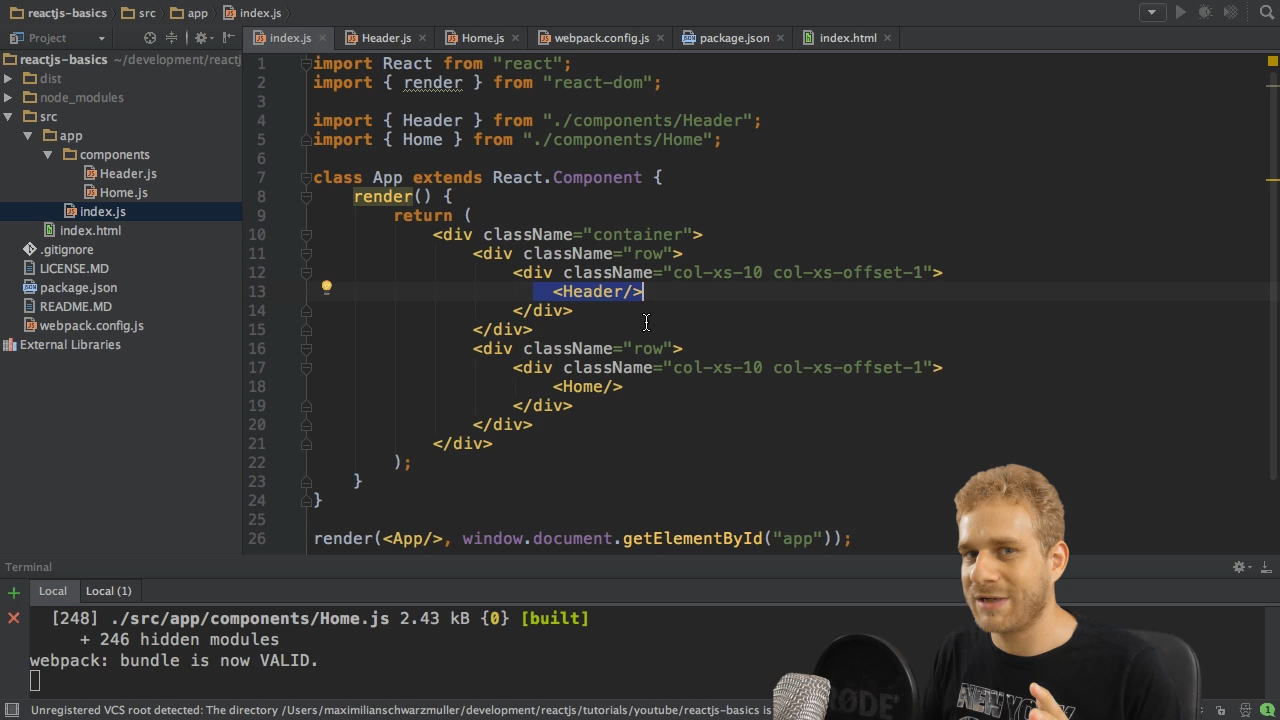 reactjs-basics src app index.js
Project
index.js Header.js Home.js webpack.config.js package.json index.html
reactjs-basics ~/development/reactj
dist
node_modules
src
app
components
Header.js
Home.js
index.js
index.html
.gitignore
LICENSE.MD
package.json
README.MD
webpack.config.js
External Libraries
1 import React from "react";
2 import { render } from "react-dom";
3
4 import { Header } from "./components/Header";
5 import { Home } from "./components/Home";
6
7 class App extends React.Component {
8 render() {
9 return (
10 <div className="container">
11 <div className="row">
12 <div className="col-xs-10 col-xs-offset-1">
13 <Header/>
14 </div>
15 </div>
16 <div className="row">
17 <div className="col-xs-10 col-xs-offset-1">
18 <Home/>
19 </div>
20 </div>
21 </div>
22 );
23 }
24 }
25
26 render(<App/>, window.document.getElementById("app"));
Terminal
Local Local (1)
[248] ./src/app/components/Home.js 2.43 kB {0} [built]
+ 246 hidden modules
webpack: bundle is now VALID.
Unregistered VCS root detected: The directory /Users/maximilianschwarzmuller/development/reactjs/tutorials/youtube/reactjs-basics is
1
RØDE
NEW YORK